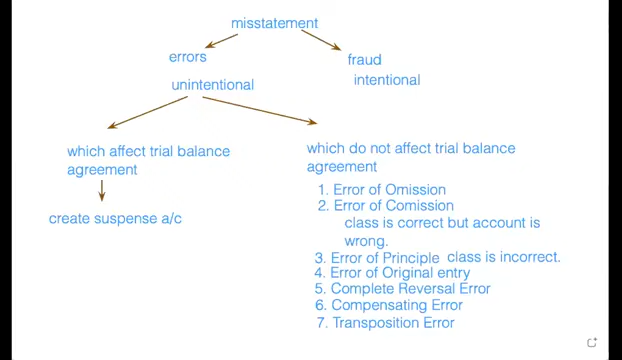 misstatement
errors
fraud
unintentional
intentional
which affect trial balance
agreement
create suspense a/c
which do not affect trial balance
agreement
1. Error of Omission
2. Error of Comission
class is correct but account is
wrong.
3. Error of Principle class is incorrect.
4. Error of Original entry
5. Complete Reversal Error
6. Compensating Error
7. Transposition Error